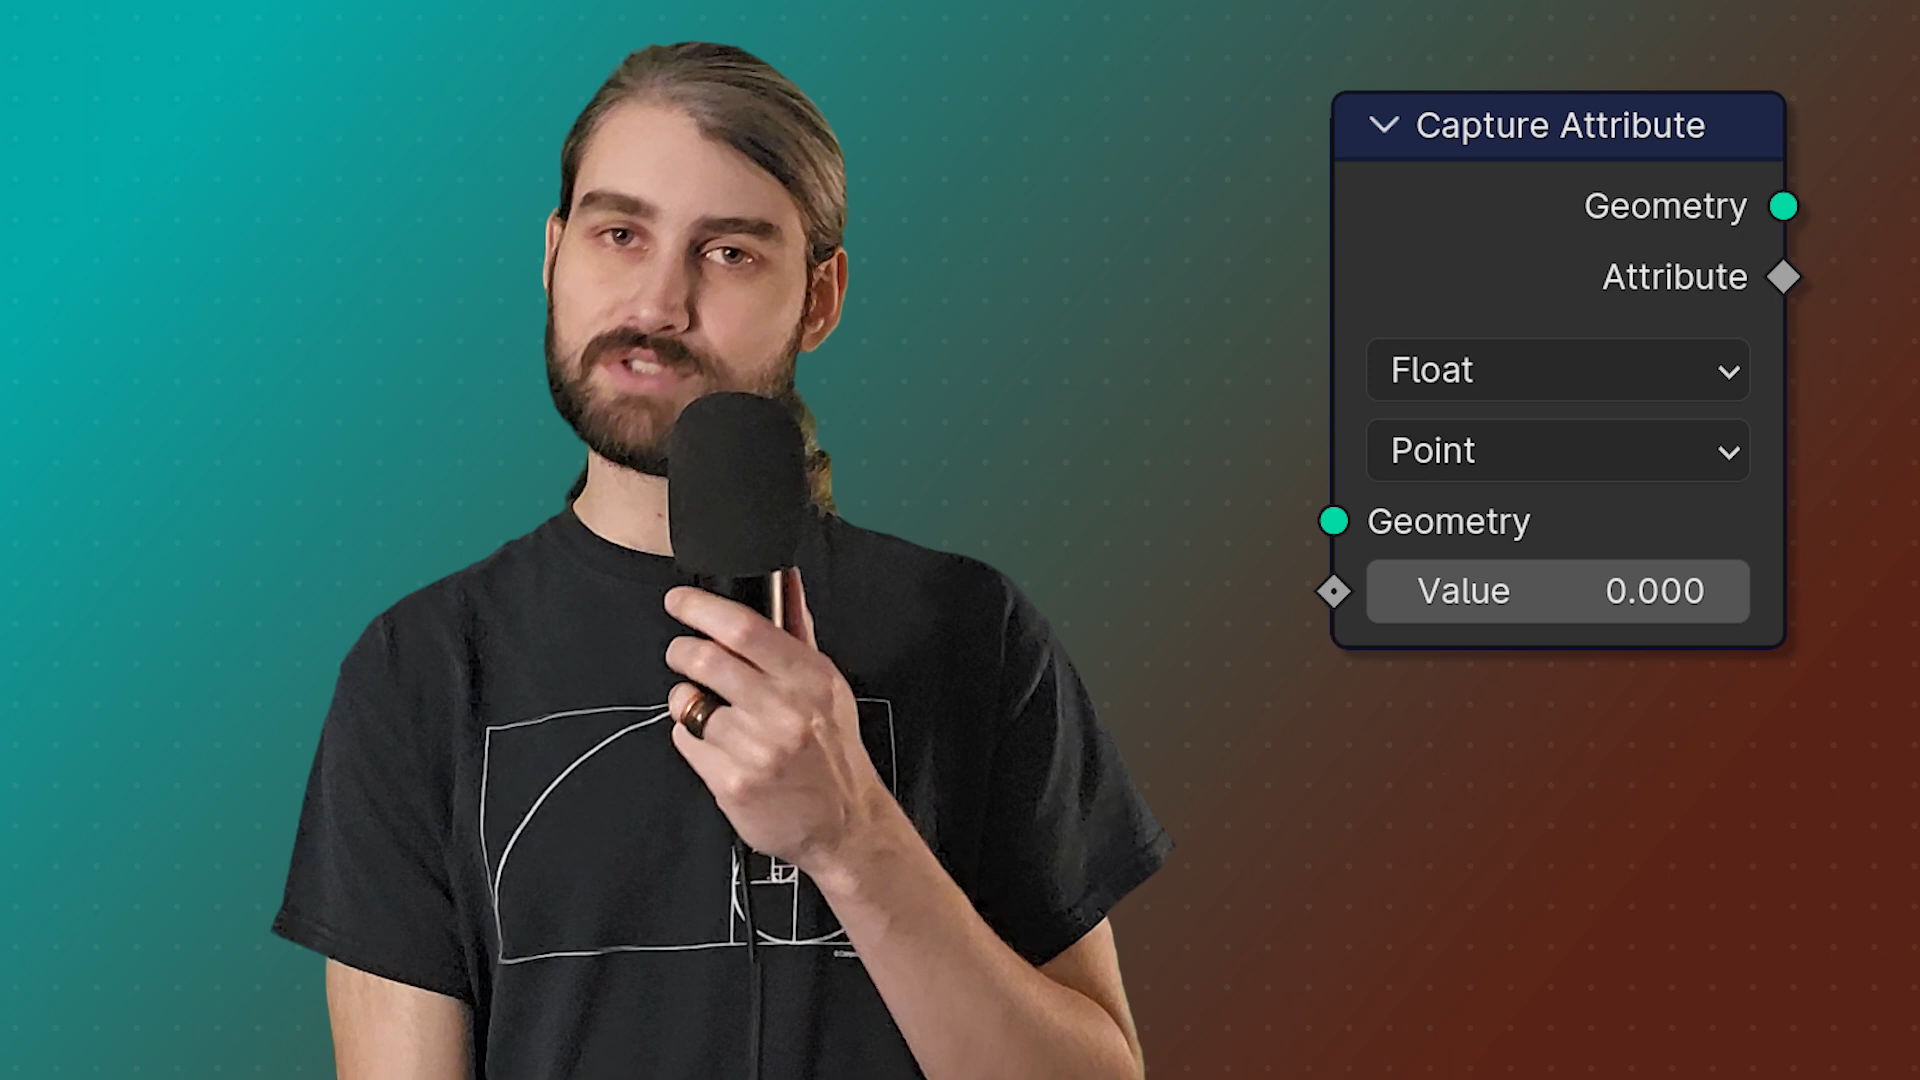 Capture Attribute
Geometry
Attribute
Float
Point
Geometry
Value 0.000